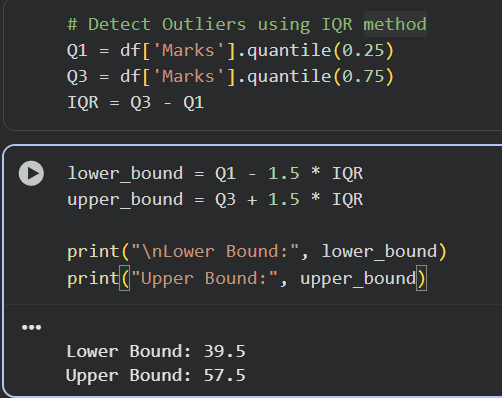 # Detect Outliers using IQR method
Q1 = df['Marks'].quantile(0.25)
Q3 = df['Marks'].quantile(0.75)
IQR = Q3 - Q1
lower_bound = Q1 - 1.5 * IQR
upper_bound = Q3 + 1.5 * IQR
print("\nLower Bound:", lower_bound)
print("Upper Bound:", upper_bound)
Lower Bound: 39.5
Upper Bound: 57.5